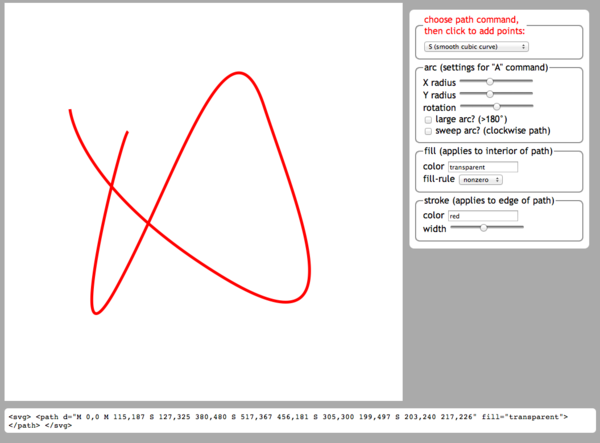 choose path command,
then click to add points:
S (smooth cubic curve)
arc (settings for "A" command)
X radius
Y radius
rotation
large arc? (>180°)
sweep arc? (clockwise path)
fill (applies to interior of path)
color transparent
fill-rule nonzero
stroke (applies to edge of path)
color red
width
<svg> <path d="M 0,0 M 115,187 S 127,325 380,480 S 517,367 456,181 S 305,300 199,497 S 203,240 217,226" fill="transparent">
</path> </svg>